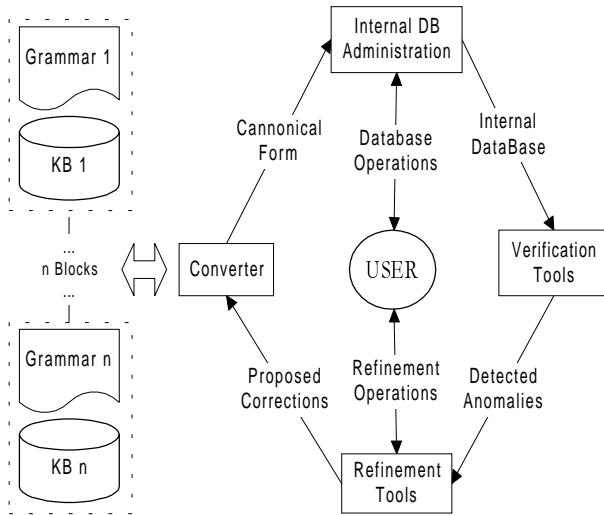 Grammar 1
KB 1
...
n Blocks
...
Grammar n
KB n
Converter
Cannonical
Form
Internal DB
Administration
Database
Operations
Internal
DataBase
USER
Verification
Tools
Proposed
Corrections
Refinement
Operations
Detected
Anomalies
Refinement
Tools